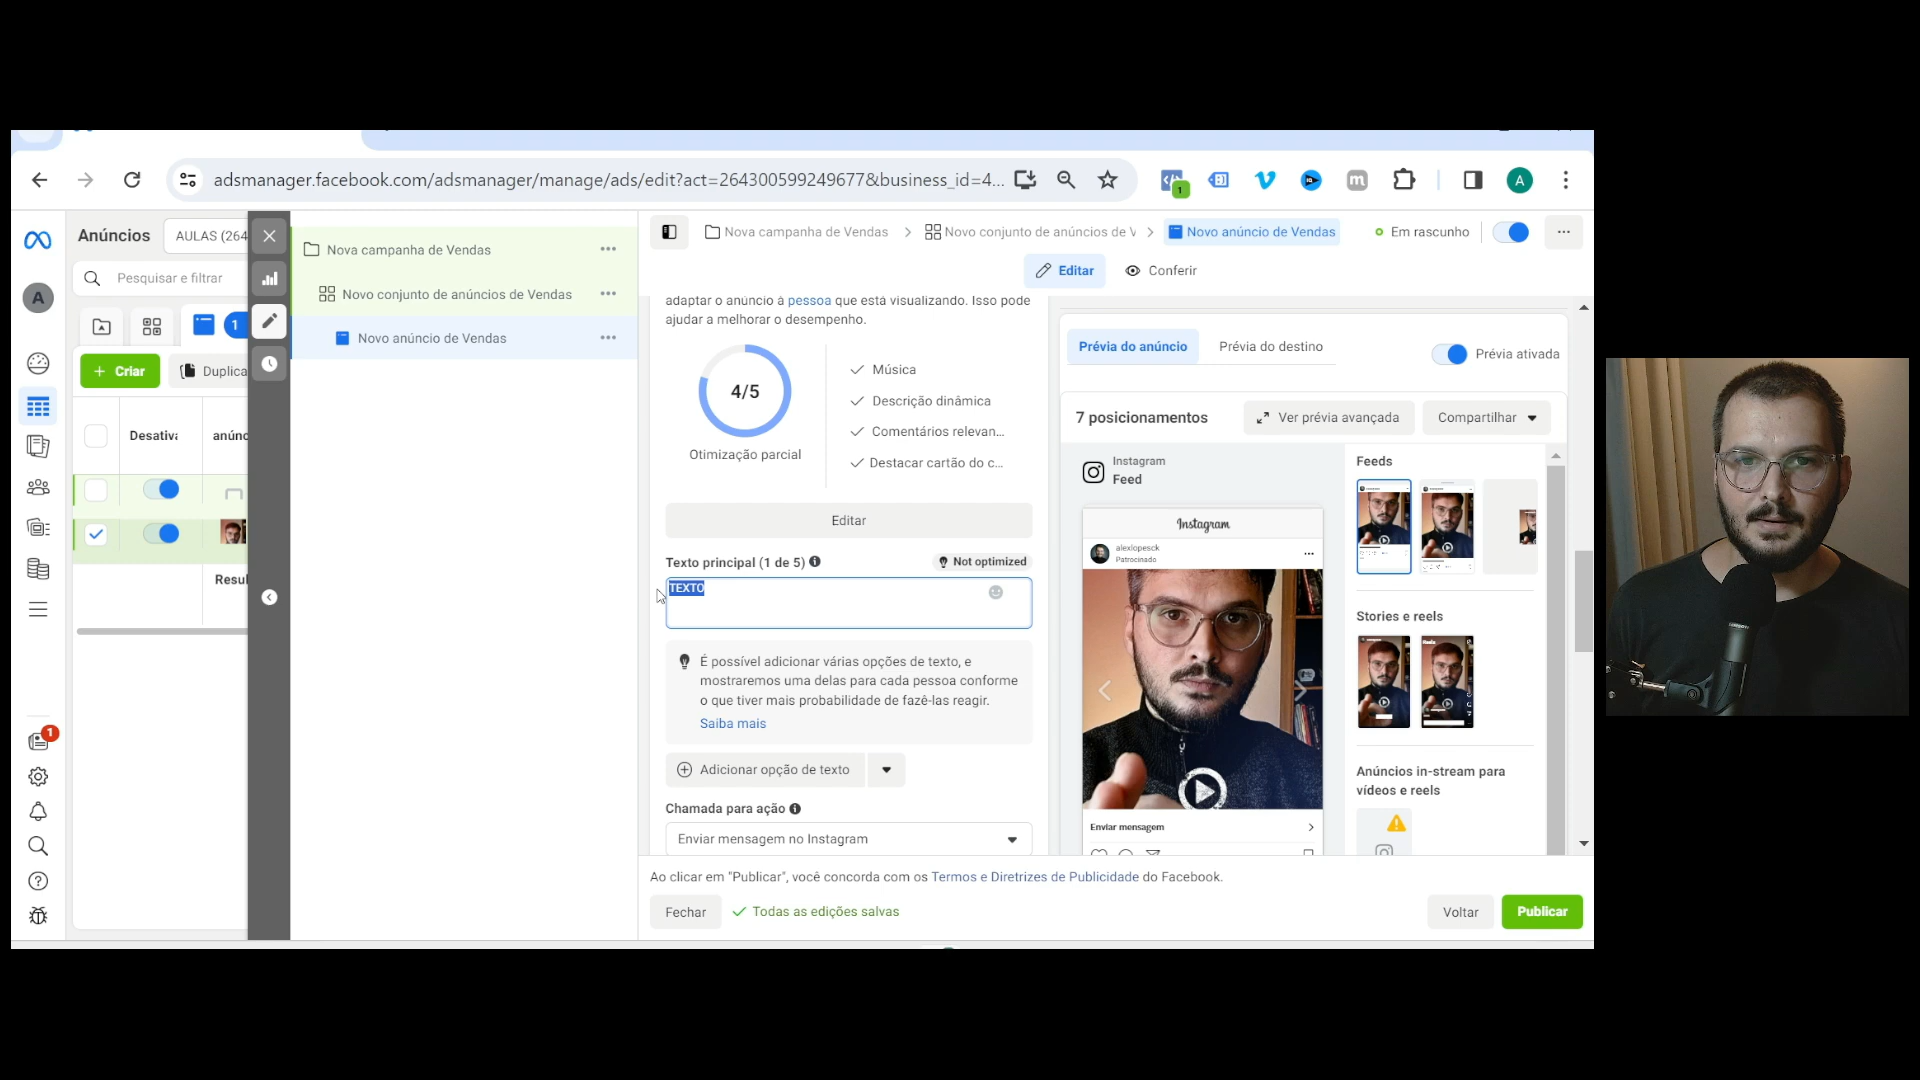 adsmanager.facebook.com/adsmanager/manage/ads/edit?act=264300599249677&business_id=4...
1
A
Anúncios
AULAS (264
Pesquisar e filtrar
A
1
+ Criar
Duplica
Desativa
anúnc
Resul
1
Nova campanha de Vendas
Novo conjunto de anúncios de Vendas
Novo anúncio de Vendas
Nova campanha de Vendas
Novo conjunto de anúncios de V
Novo anúncio de Vendas
Em rascunho
Editar
Conferir
adaptar o anúncio à pessoa que está visualizando. Isso pode
ajudar a melhorar o desempenho.
4/5
Otimização parcial
Música
Descrição dinâmica
Comentários relevan...
Destacar cartão do c...
Editar
Texto principal (1 de 5)
Not optimized
TEXTO
É possível adicionar várias opções de texto, e
mostraremos uma delas para cada pessoa conforme
o que tiver mais probabilidade de fazê-las reagir.
Saiba mais
Adicionar opção de texto
Chamada para ação
Enviar mensagem no Instagram
Prévia do anúncio
Prévia do destino
Prévia ativada
7 posicionamentos
Ver prévia avançada
Compartilhar
Instagram
Feed
Instagram
alexlopesck
Patrocinado
Enviar mensagem
Feeds
Stories e reels
Anúncios in-stream para
vídeos e reels
Ao clicar em "Publicar", você concorda com os Termos e Diretrizes de Publicidade do Facebook.
Fechar
Todas as edições salvas
Voltar
Publicar